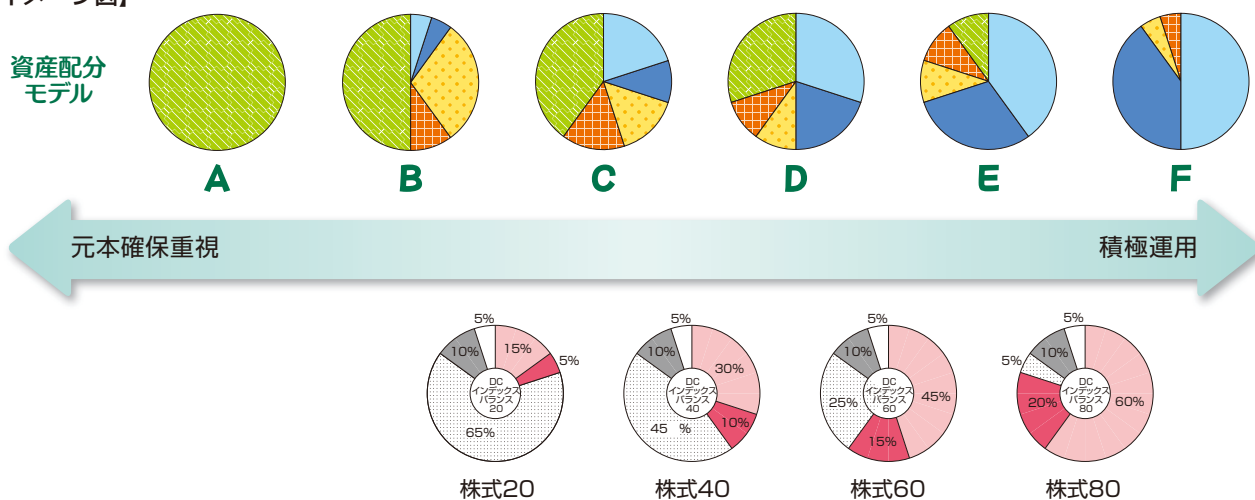 資産配分
モデル
A
B
C
D
E
F
元本確保重視
積極運用
5%
10%
15%
5%
DC
インデックス
バランス
20
65%
株式20
5%
10%
30%
10%
DC
インデックス
バランス
40
45 %
株式40
5%
10%
25%
45%
15%
DC
インデックス
バランス
60
株式60
5%
10%
5%
20%
60%
DC
インデックス
バランス
80
株式80